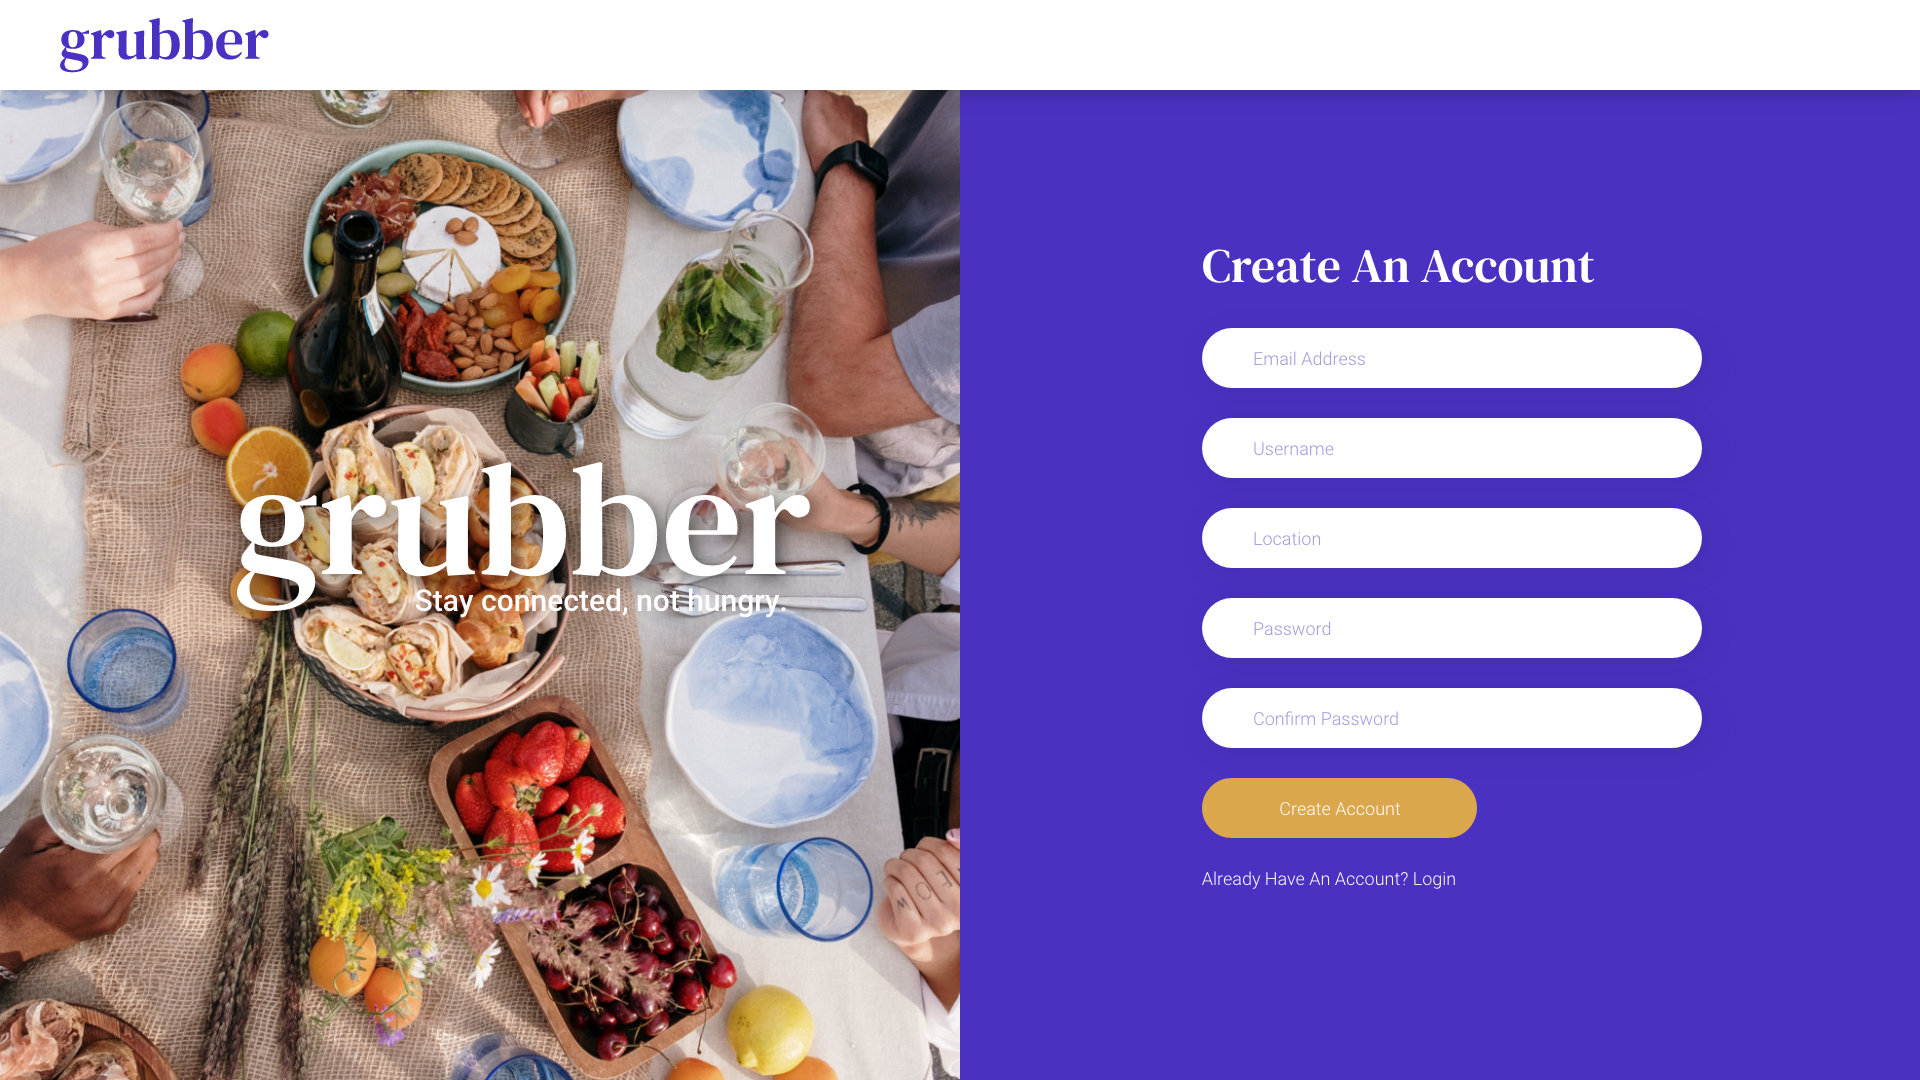 grubber
grubber
Stay connected, not hungry.
Create An Account
Email Address
Username
Location
Password
Confirm Password
Create Account
Already Have An Account? Login